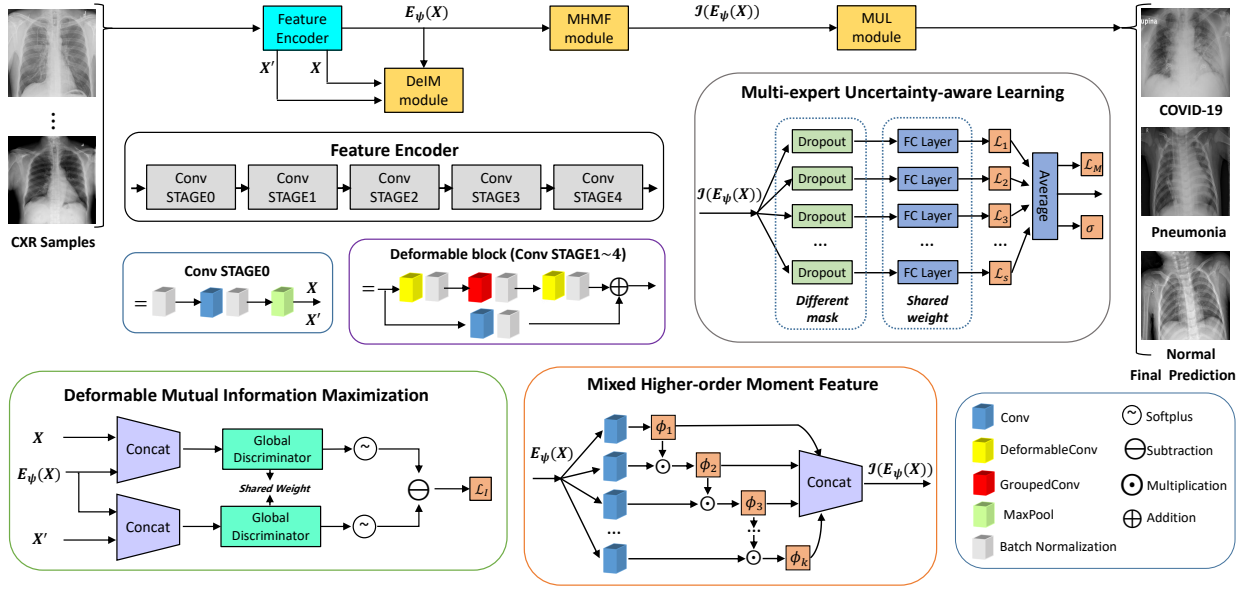 Feature
Encoder
E_ψ(X)
MHMF
module
𝓘(E_ψ(X))
MUL
module
X′
X
DeIM
module
CXR Samples
upina
COVID-19
Pneumonia
Normal
Final Prediction
Feature Encoder
Conv
STAGE0
Conv
STAGE1
Conv
STAGE2
Conv
STAGE3
Conv
STAGE4
Conv STAGE0
=
X
X′
Deformable block (Conv STAGE1~4)
=
Multi-expert Uncertainty-aware Learning
𝓘(E_ψ(X))
Dropout
FC Layer
ℒ_1
Dropout
FC Layer
ℒ_2
Dropout
FC Layer
ℒ_3
...
...
...
Dropout
FC Layer
ℒ_s
Average
ℒ_M
σ
Different
mask
Shared
weight
Deformable Mutual Information Maximization
X
E_ψ(X)
X′
Concat
Concat
Global
Discriminator
Shared Weight
Global
Discriminator
~
~
ℒ_I
Mixed Higher-order Moment Feature
E_ψ(X)
ϕ_1
ϕ_2
ϕ_3
...
...
ϕ_k
Concat
𝓘(E_ψ(X))
Conv
DeformableConv
GroupedConv
MaxPool
Batch Normalization
~ Softplus
Subtraction
Multiplication
Addition